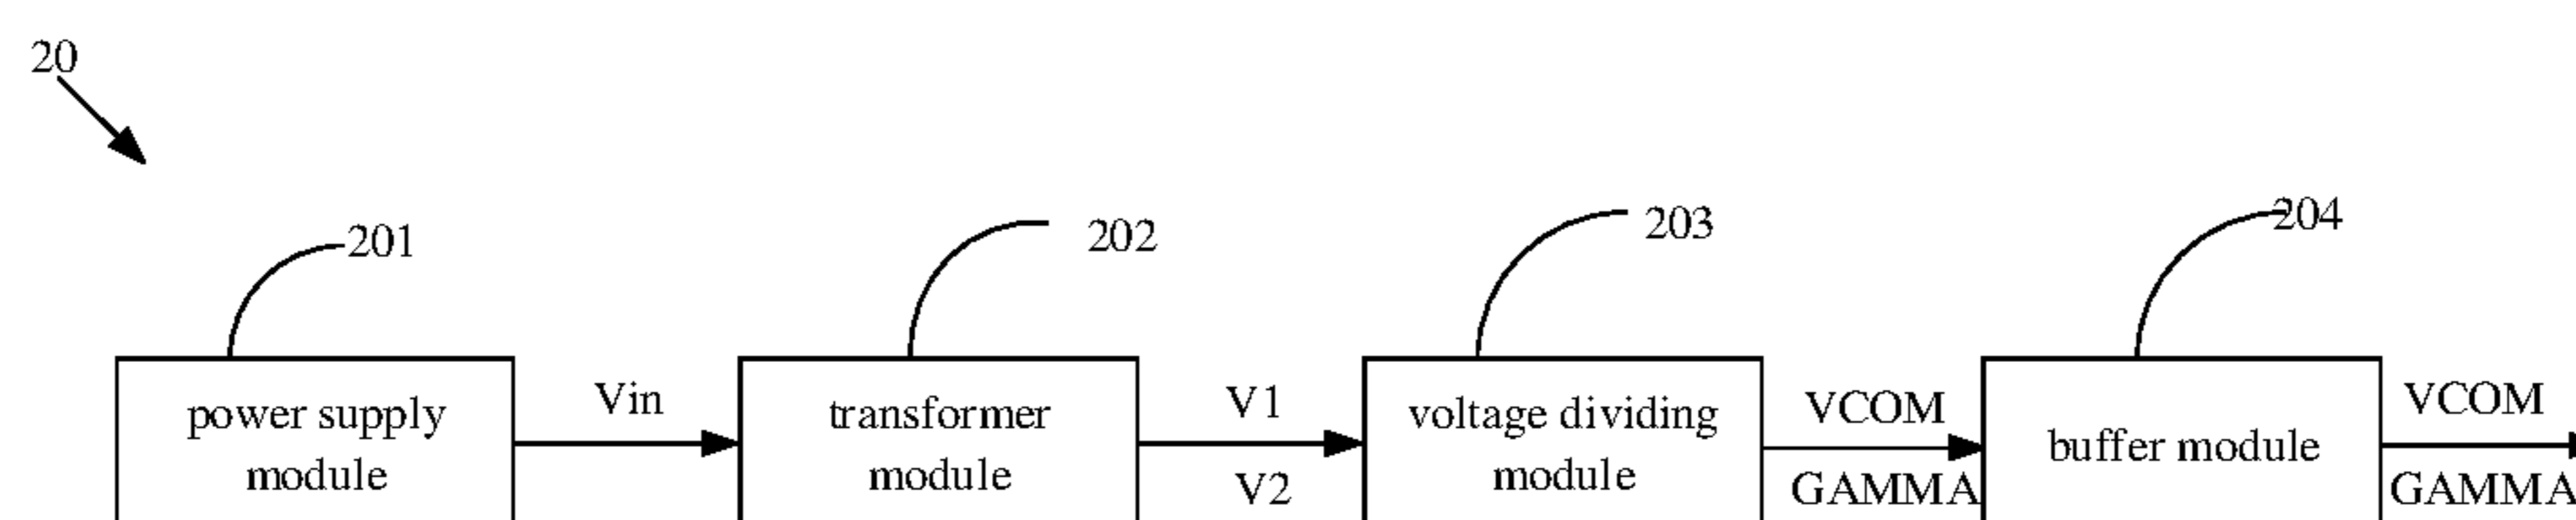 20
201
202
203
204
power supply
module
Vin
transformer
module
V1
V2
voltage dividing
module
VCOM
GAMMA
buffer module
VCOM
GAMMA